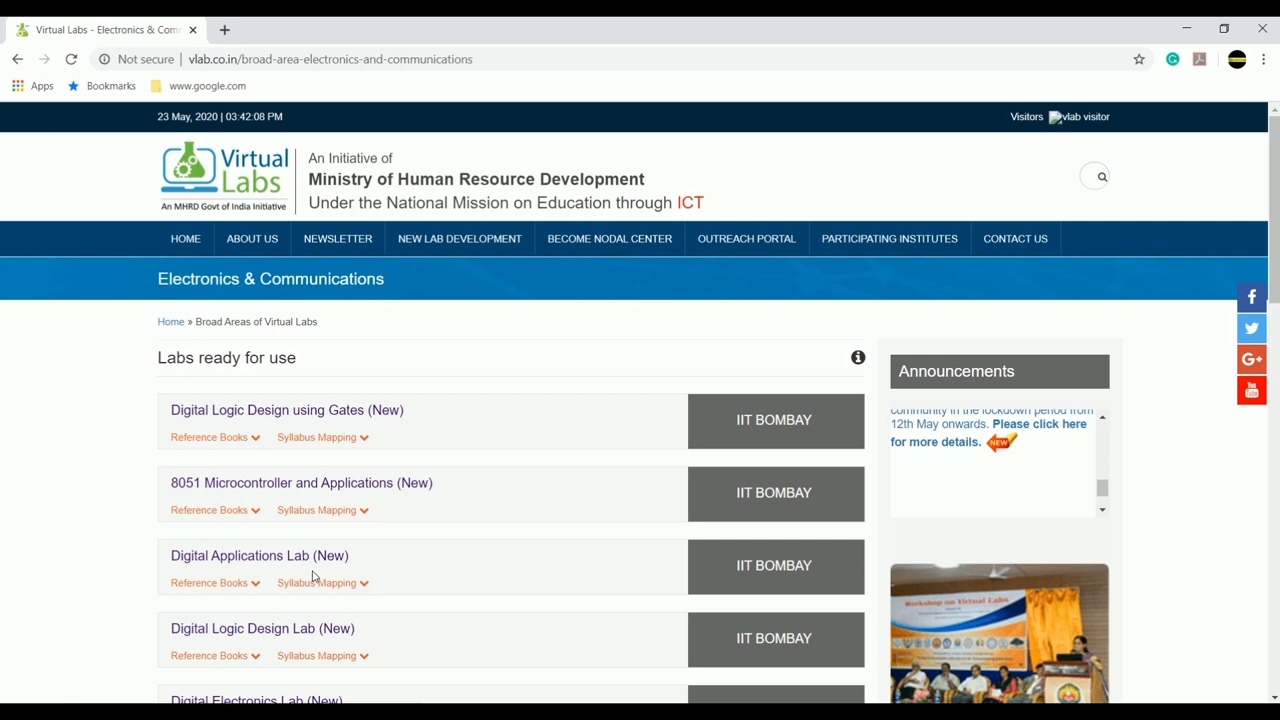 Virtual Labs - Electronics & Com
Not secure | vlab.co.in/broad-area-electronics-and-communications
Apps Bookmarks www.google.com
23 May, 2020 | 03:42:08 PM
Visitors vlab visitor
Virtual
Labs
An MHRD Govt of India Initiative
An Initiative of
Ministry of Human Resource Development
Under the National Mission on Education through ICT
HOME ABOUT US NEWSLETTER NEW LAB DEVELOPMENT BECOME NODAL CENTER OUTREACH PORTAL PARTICIPATING INSTITUTES CONTACT US
Electronics & Communications
Home » Broad Areas of Virtual Labs
Labs ready for use
Digital Logic Design using Gates (New)
Reference Books Syllabus Mapping
IIT BOMBAY
8051 Microcontroller and Applications (New)
Reference Books Syllabus Mapping
IIT BOMBAY
Digital Applications Lab (New)
Reference Books Syllabus Mapping
IIT BOMBAY
Digital Logic Design Lab (New)
Reference Books Syllabus Mapping
IIT BOMBAY
Digital Electronics Lab (New)
Announcements
community in the lockdown period from
12th May onwards. Please click here
for more details. NEW
Workshop on Virtual Labs